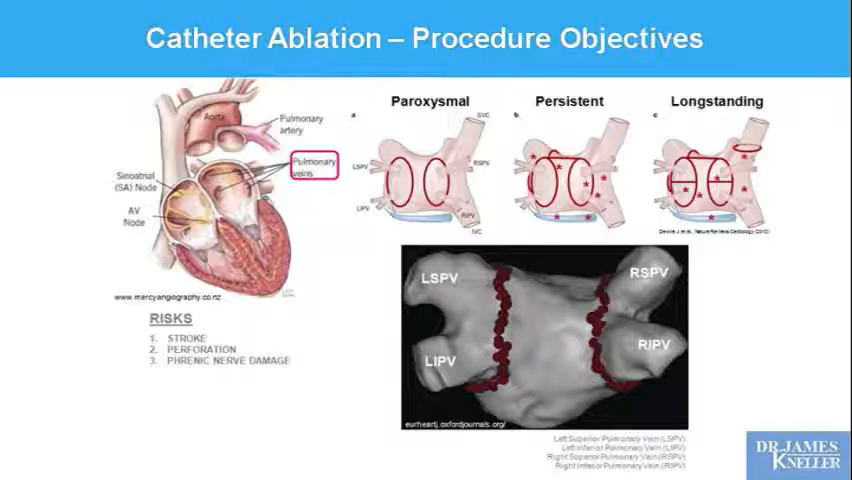 Catheter Ablation – Procedure Objectives
Aorta
Pulmonary
artery
Pulmonary
veins
Sinoatrial
(SA) Node
AV
Node
www.mercyangiography.co.nz
RISKS
1. STROKE
2. PERFORATION
3. PHRENIC NERVE DAMAGE
Paroxysmal
Persistent
Longstanding
a
b
c
SVC
LSPV
RSPV
LIPV
RIPV
IVC
LSPV
RSPV
LIPV
RIPV
eurheartj.oxfordjournals.org/
Left Superior Pulmonary Vein (LSPV)
Left Inferior Pulmonary Vein (LIPV)
Right Superior Pulmonary Vein (RSPV)
Right Inferior Pulmonary Vein (RIPV)
DR.JAMES
KNELLER